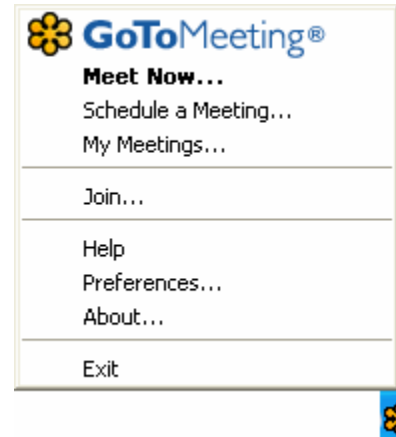 GoToMeeting®
Meet Now...
Schedule a Meeting...
My Meetings...
Join...
Help
Preferences...
About...
Exit